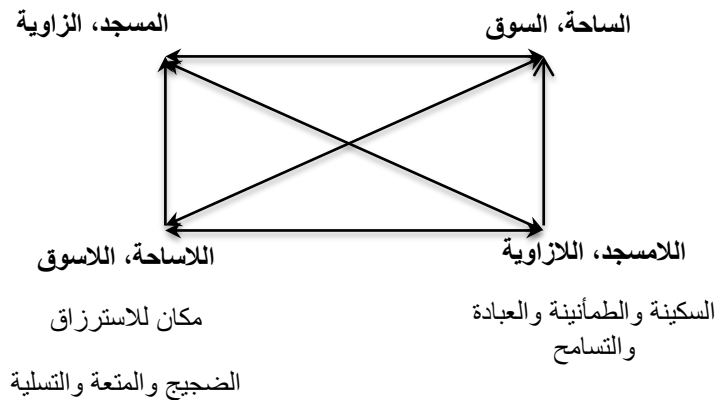 الساحة، السوق
المسجد، الزاوية
اللامسجد، اللازاوية
اللاساحة، اللاسوق
السكينة والطمأنينة والعبادة
والتسامح
مكان للاسترزاق
الضجيج والمتعة والتسلية